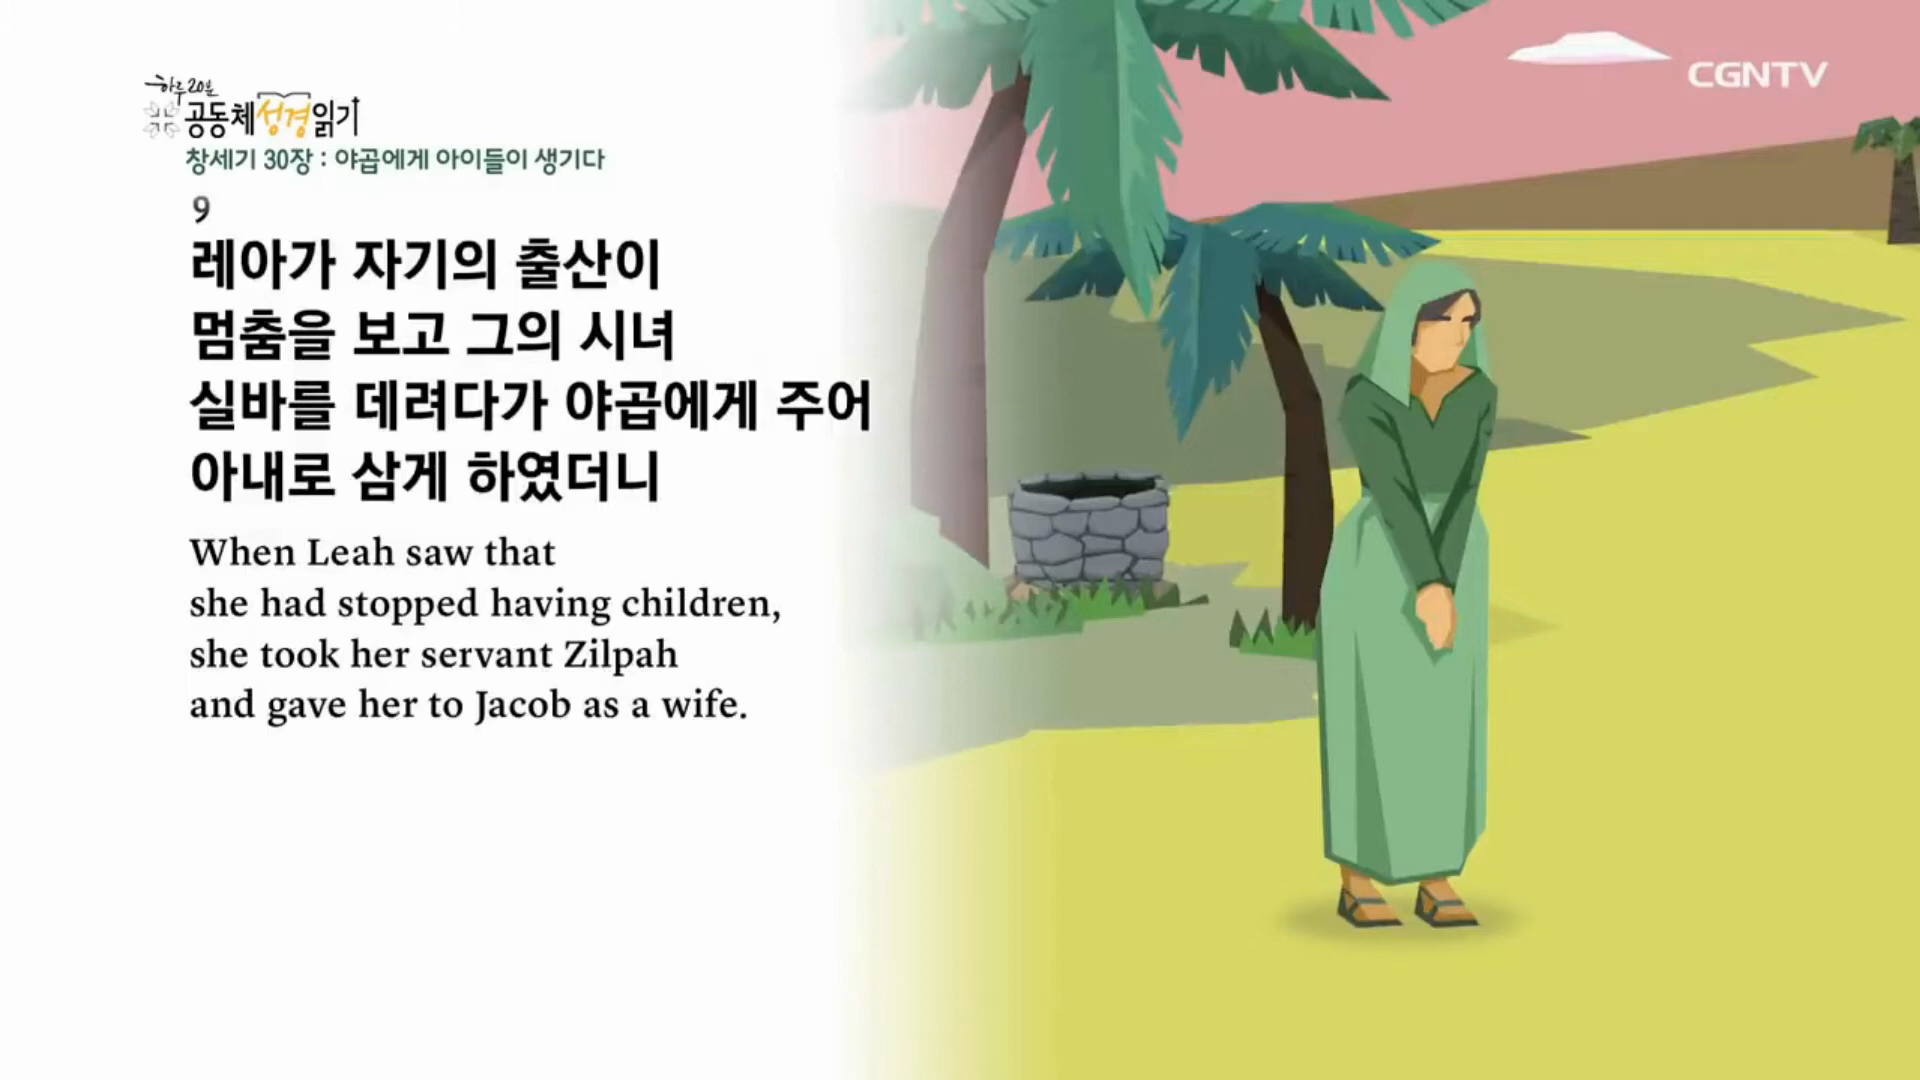 하루 20분
공동체성경읽기
CGNTV
창세기 30장 : 야곱에게 아이들이 생기다
9
레아가 자기의 출산이
멈춤을 보고 그의 시녀
실바를 데려다가 야곱에게 주어
아내로 삼게 하였더니
When Leah saw that
she had stopped having children,
she took her servant Zilpah
and gave her to Jacob as a wife.